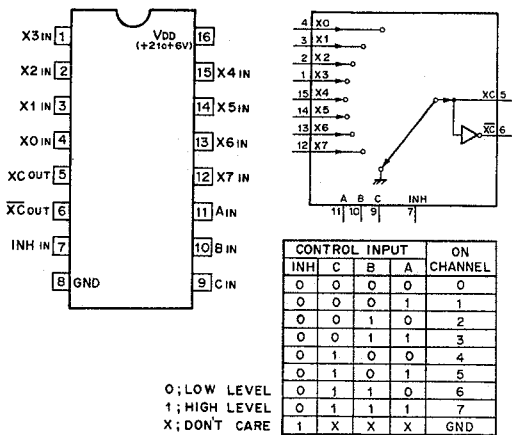 X3 IN 1
VDD 16
(+2 TO +6V)
X2 IN 2
15 X4 IN
X1 IN 3
14 X5 IN
X0 IN 4
13 X6 IN
XC OUT 5
12 X7 IN
XC OUT 6
11 A IN
INH IN 7
10 B IN
8 GND
9 C IN
4 X0
3 X1
2 X2
1 X3
15 X4
14 X5
13 X6
12 X7
XC 5
XC 6
A B C INH
11 10 9 7
CONTROL INPUT ON CHANNEL
INH C B A
0 0 0 0 0
0 0 0 1 1
0 0 1 0 2
0 0 1 1 3
0 1 0 0 4
0 1 0 1 5
0 1 1 0 6
0 1 1 1 7
1 X X X GND
0; LOW LEVEL
1; HIGH LEVEL
X; DON'T CARE